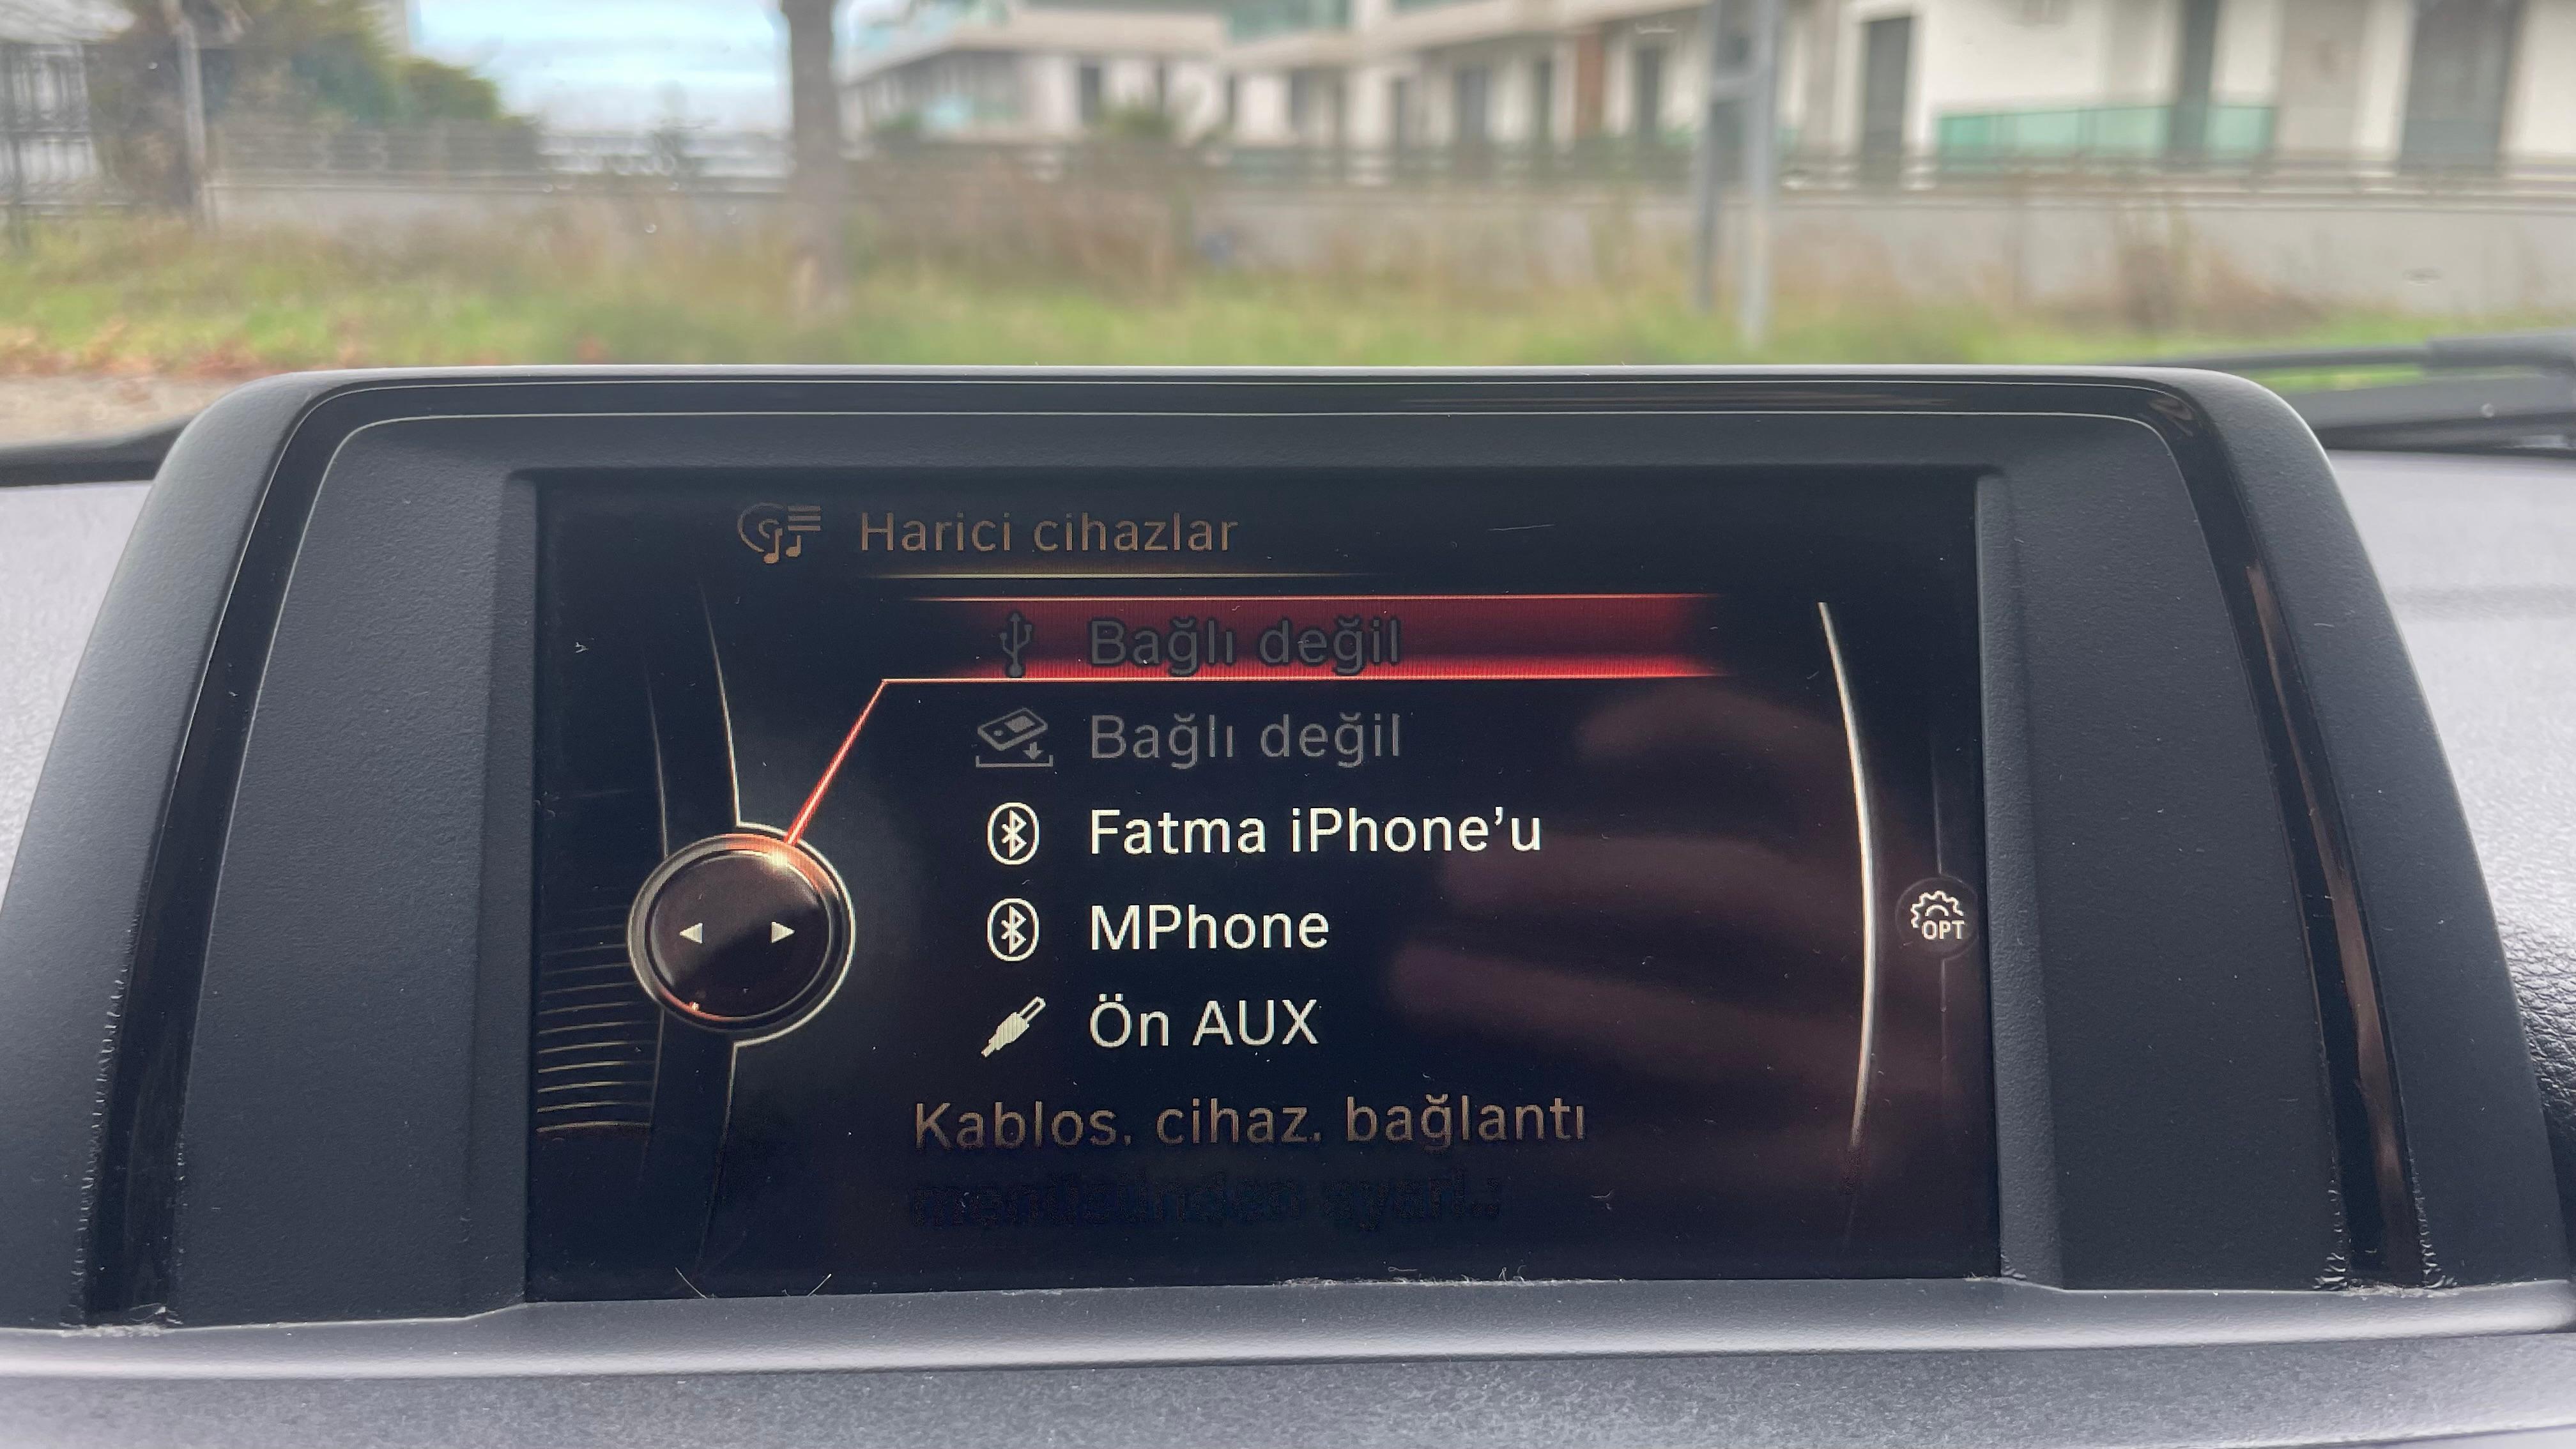 Harici cihazlar
Bağlı değil
Bağlı değil
Fatma iPhone'u
MPhone
OPT
Ön AUX
Kablos. cihaz. bağlantı